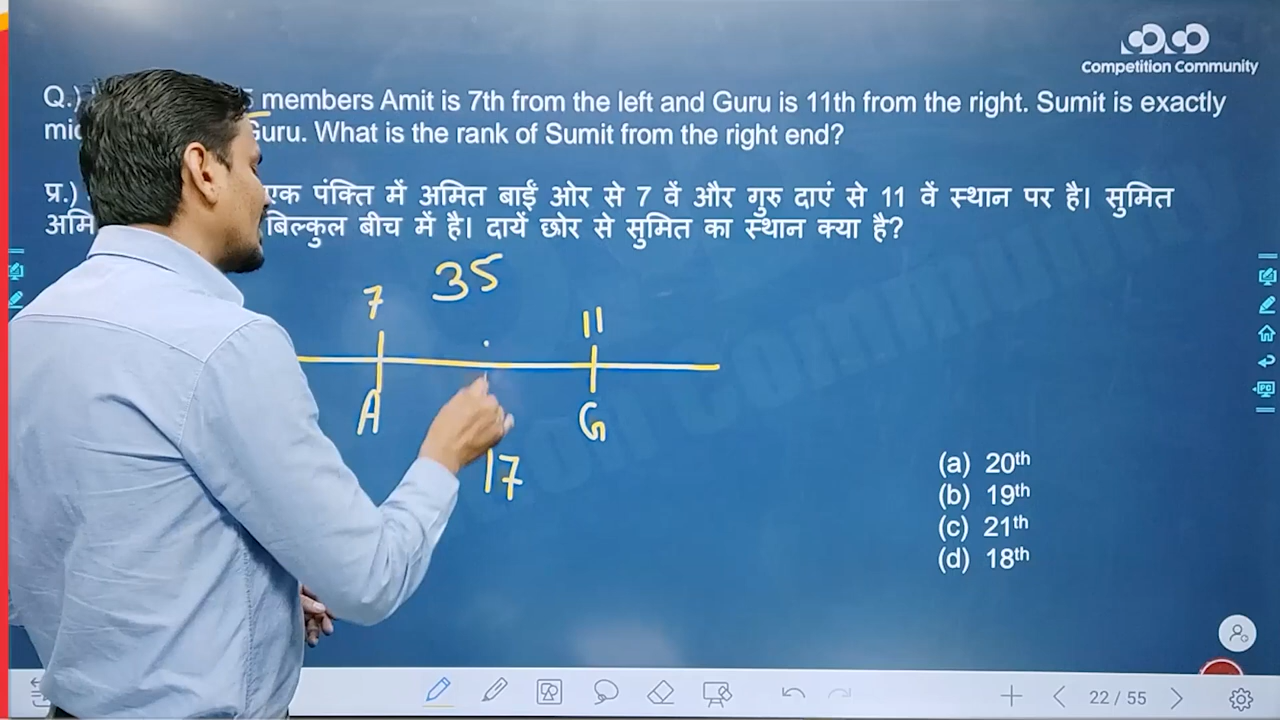 Competition Community
Q.) 5 members Amit is 7th from the left and Guru is 11th from the right. Sumit is exactly
Guru. What is the rank of Sumit from the right end?
प्र.) एक पंक्ति में अमित बाईं ओर से 7 वें और गुरु दाएं से 11 वें स्थान पर है। सुमित
बिल्कुल बीच में है। दायें छोर से सुमित का स्थान क्या है?
35
7
11
A
G
17
(a) 20th
(b) 19th
(c) 21th
(d) 18th
22 / 55